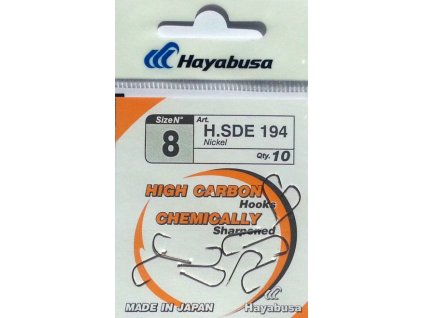 Hayabusa
Size N°
8
Art.
H.SDE 194
Nickel
Qty. 10
HIGH CARBON
Hooks
CHEMICALLY
Sharpened
MADE IN JAPAN
Hayabusa